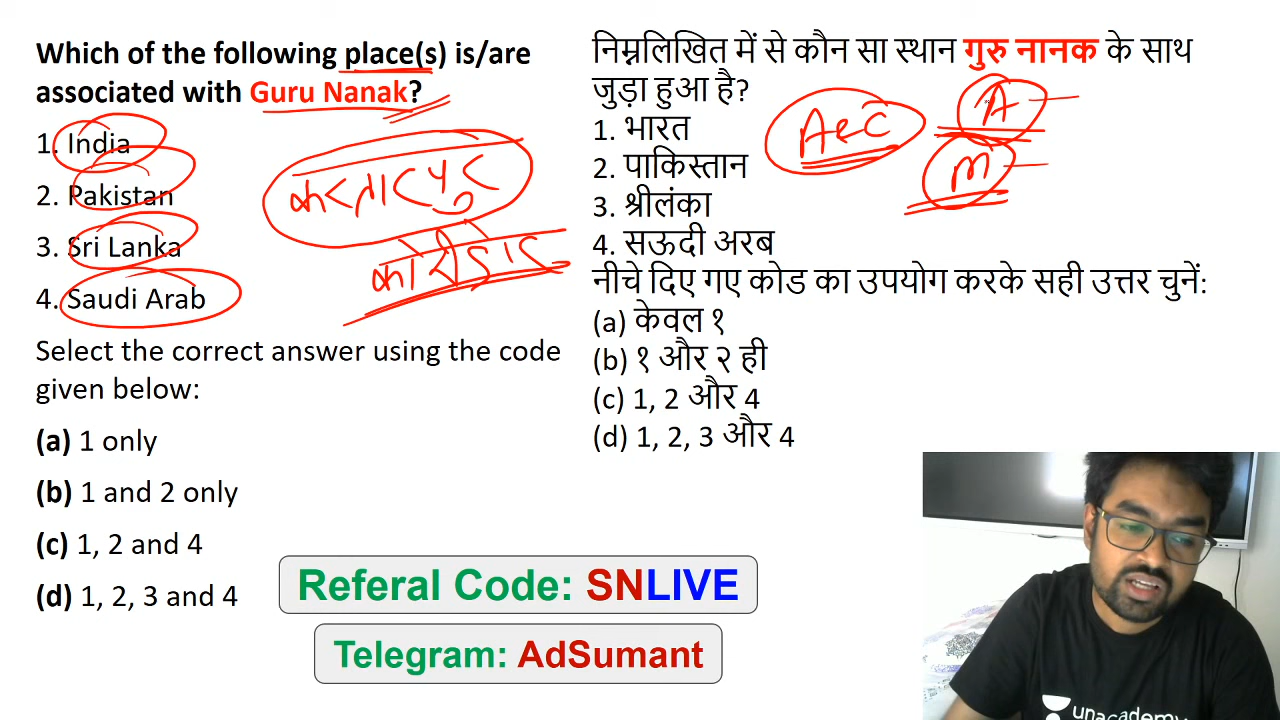 Which of the following place(s) is/are
associated with Guru Nanak?
1. India
2. Pakistan
3. Sri Lanka
4. Saudi Arab
Select the correct answer using the code
given below:
(a) 1 only
(b) 1 and 2 only
(c) 1, 2 and 4
(d) 1, 2, 3 and 4
करतारपुर
कोरीडोर
निम्नलिखित में से कौन सा स्थान गुरु नानक के साथ
जुड़ा हुआ है?
1. भारत
2. पाकिस्तान
3. श्रीलंका
4. सऊदी अरब
नीचे दिए गए कोड का उपयोग करके सही उत्तर चुनें:
(a) केवल १
(b) १ और २ ही
(c) 1, 2 और 4
(d) 1, 2, 3 और 4
A
M
Referal Code: SNLIVE
Telegram: AdSumant
unacademy